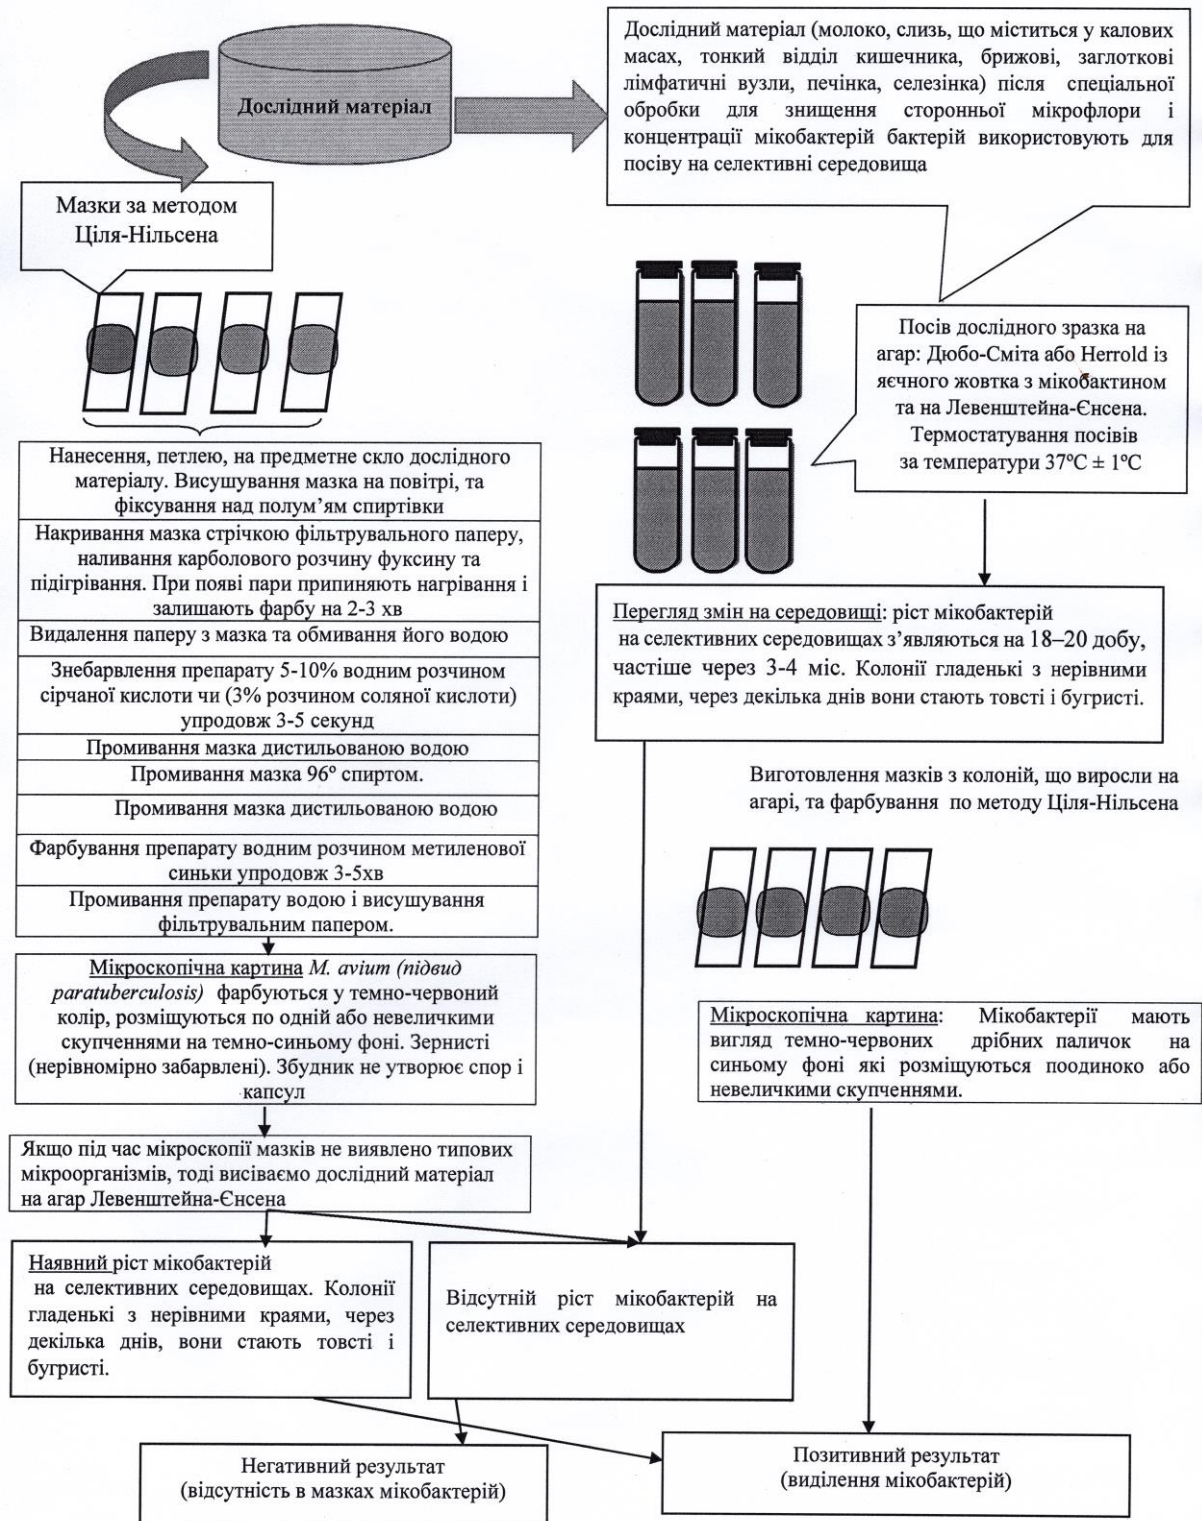 Дослідний матеріал
Дослідний матеріал (молоко, слизь, що міститься у калових
масах, тонкий відділ кишечника, брижові, заглоткові
лімфатичні вузли, печінка, селезінка) після спеціальної
обробки для знищення сторонньої мікрофлори і
концентрації мікобактерій бактерій використовують для
посіву на селективні середовища
Мазки за методом
Ціля-Нільсена
Посів дослідного зразка на
агар: Дюбо-Сміта або Herrold із
яєчного жовтка з мікобактином
та на Левенштейна-Єнсена.
Термостатування посівів
за температури 37ºС ± 1ºС
Нанесення, петлею, на предметне скло дослідного
матеріалу. Висушування мазка на повітрі, та
фіксування над полум’ям спиртівки
Накривання мазка стрічкою фільтрувального паперу,
наливання карболового розчину фуксину та
підігрівання. При появі пари припиняють нагрівання і
залишають фарбу на 2-3 хв
Видалення паперу з мазка та обмивання його водою
Знебарвлення препарату 5-10% водним розчином
сірчаної кислоти чи (3% розчином соляної кислоти)
упродовж 3-5 секунд
Промивання мазка дистильованою водою
Промивання мазка 96º спиртом.
Промивання мазка дистильованою водою
Фарбування препарату водним розчином метиленової
синьки упродовж 3-5хв
Промивання препарату водою і висушування
фільтрувальним папером.
Перегляд змін на середовищі: ріст мікобактерій
на селективних середовищах з’являються на 18–20 добу,
частіше через 3-4 міс. Колонії гладенькі з нерівними
краями, через декілька днів вони стають товсті і бугристі.
Виготовлення мазків з колоній, що виросли на
агарі, та фарбування по методу Ціля-Нільсена
Мікроскопічна картина M. avium (підвид
paratuberculosis) фарбуються у темно-червоний
колір, розміщуються по одній або невеличкими
скупченнями на темно-синьому фоні. Зернисті
(нерівномірно забарвлені). Збудник не утворює спор і
капсул
Мікроскопічна картина: Мікобактерії мають
вигляд темно-червоних дрібних паличок на
синьому фоні які розміщуються поодиноко або
невеличкими скупченнями.
Якщо під час мікроскопії мазків не виявлено типових
мікроорганізмів, тоді висіваємо дослідний матеріал
на агар Левенштейна-Єнсена
Наявний ріст мікобактерій
на селективних середовищах. Колонії
гладенькі з нерівними краями, через
декілька днів, вони стають товсті і
бугристі.
Відсутній ріст мікобактерій на
селективних середовищах
Негативний результат
(відсутність в мазках мікобактерій)
Позитивний результат
(виділення мікобактерій)